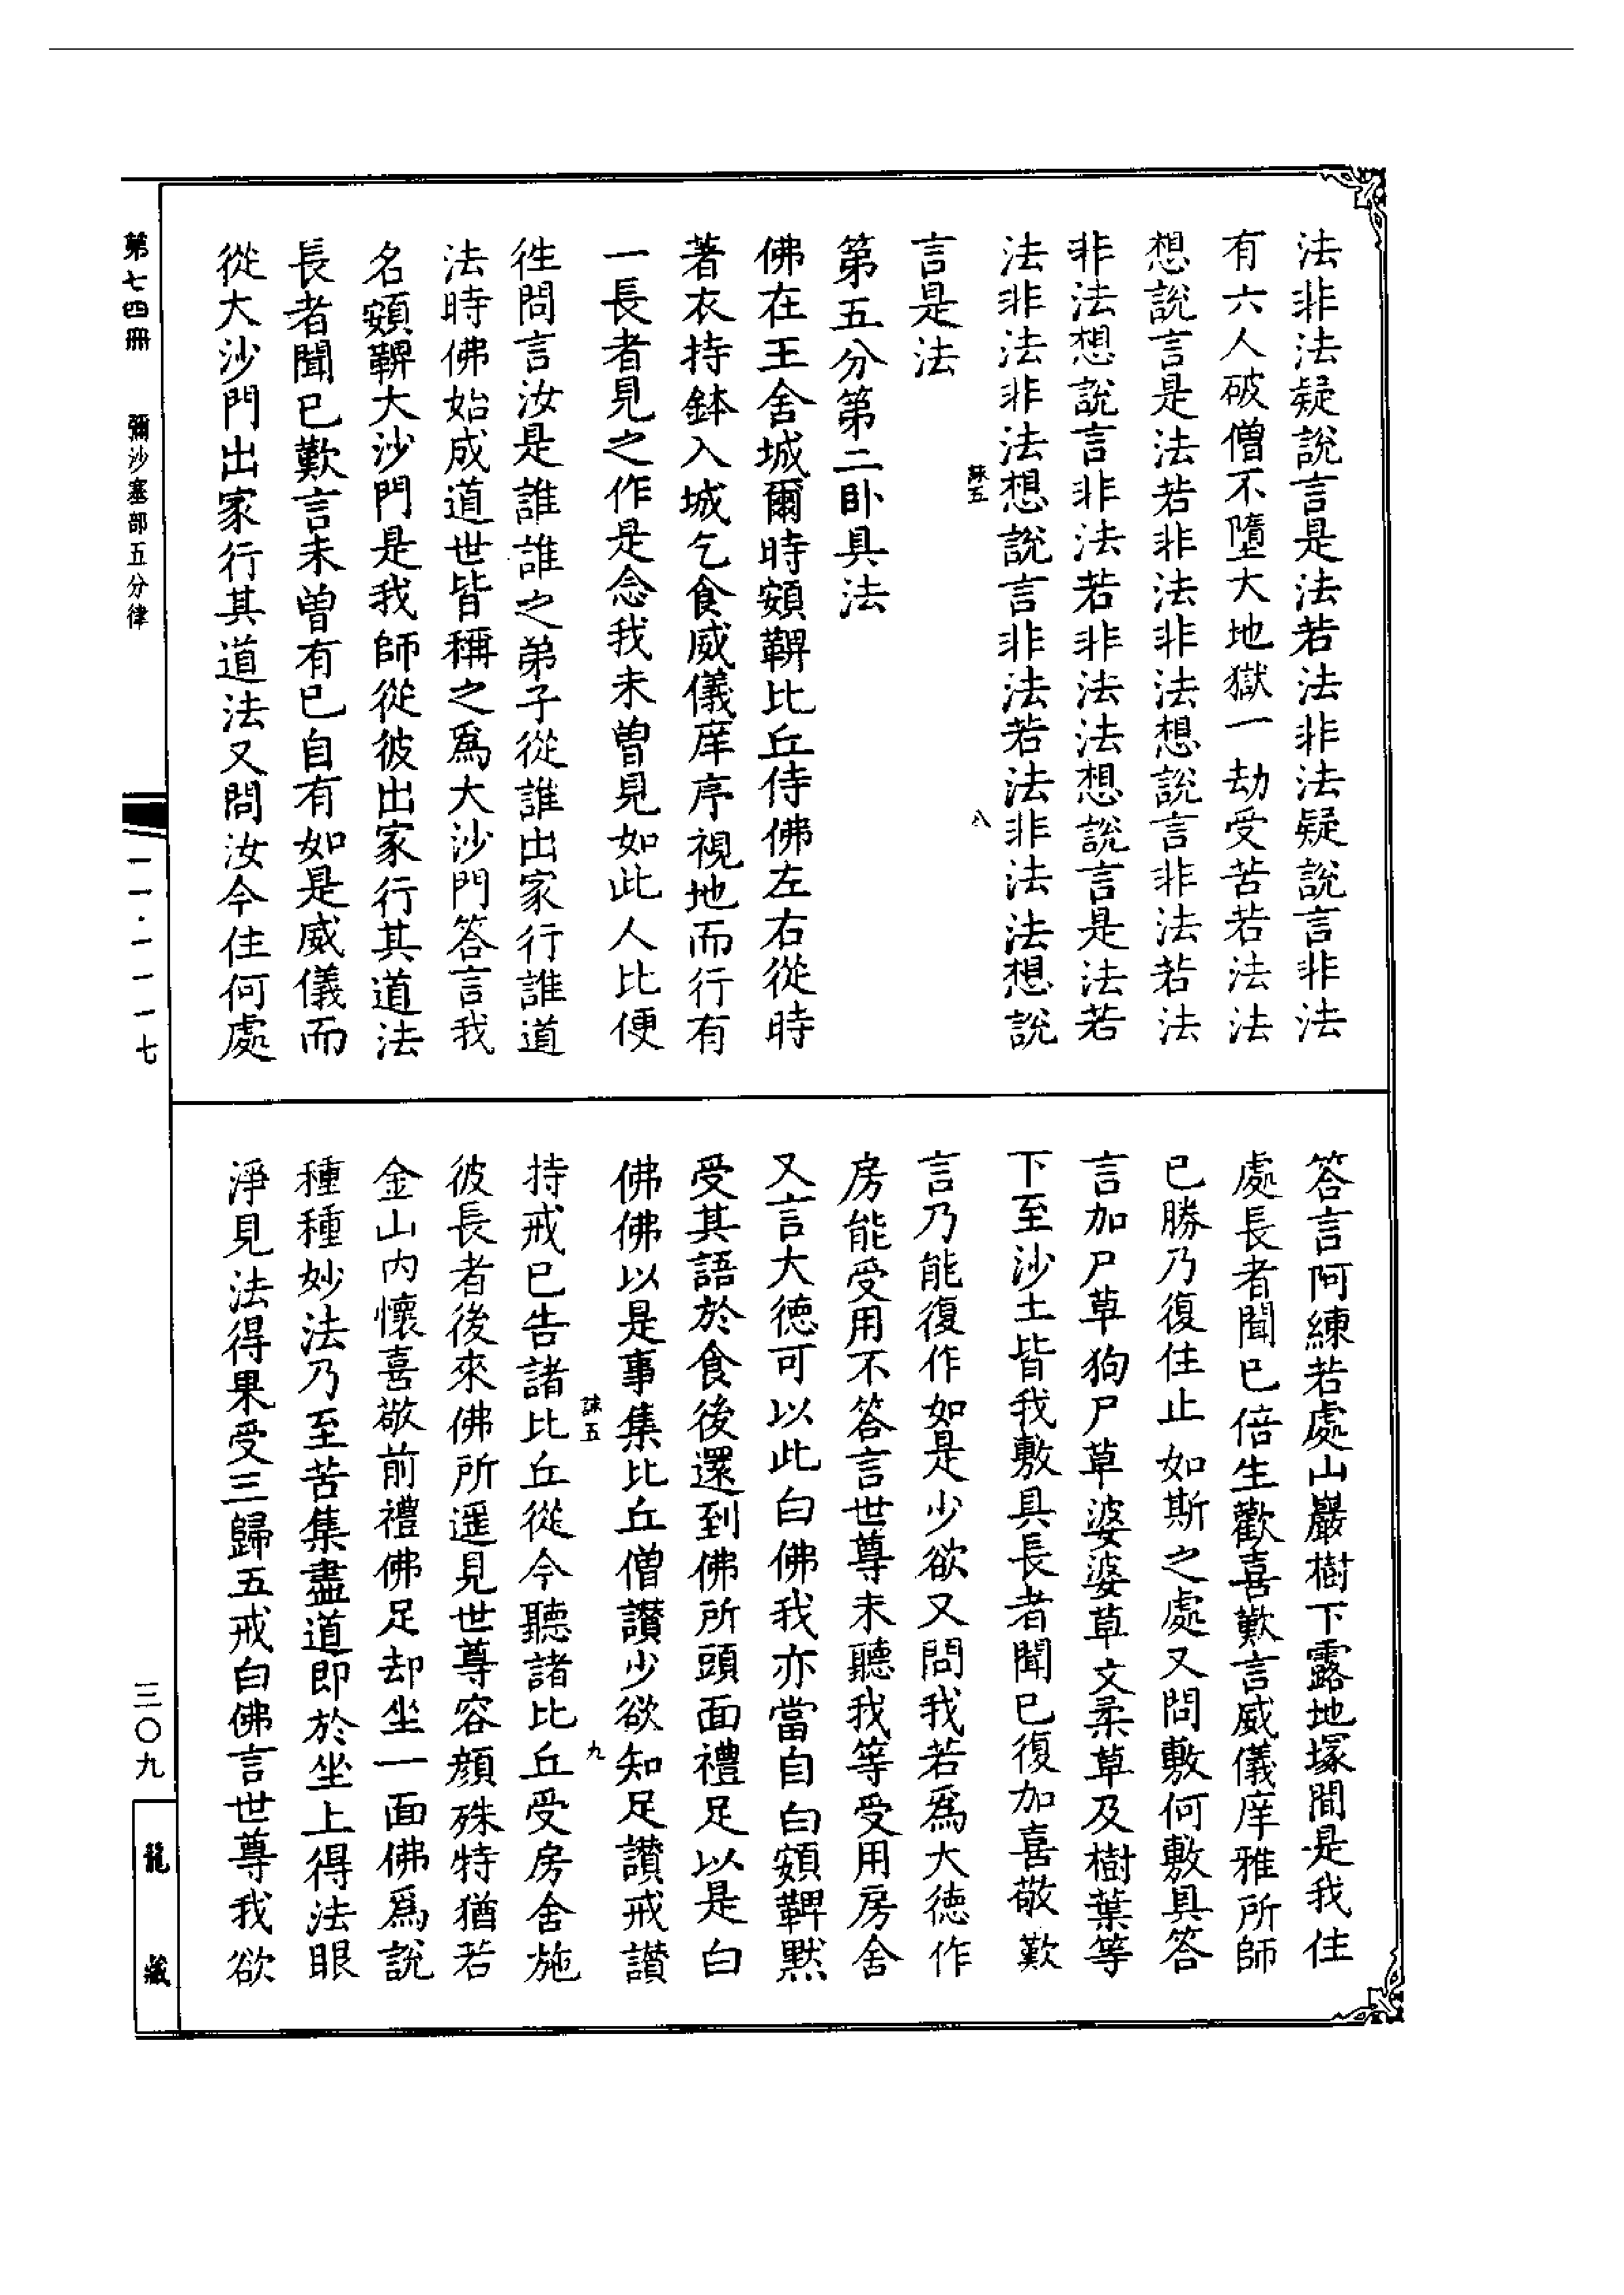 法非法疑說言是法若法非法疑說言非法
有六人破僧不墮大地獄一劫受苦若法法
想說言是法若非法非法想說言非法若法
非法想說言非法若非法法想說言是法若
法非法非法想說言非法若法非法法想說
誄五
八
言是法
第五分第二卧具法
佛在王舍城爾時頞鞞比丘侍佛左右從時
著衣持鉢入城乞食威儀庠序視地而行有
一長者見之作是念我未曽見如此人比便
徃問言汝是誰誰之弟子從誰出家行誰道
法時佛始成道世皆稱之爲大沙門答言我
名頞鞞大沙門是我師從彼出家行其道法
長者聞已歎言未曽有已自有如是威儀而
從大沙門出家行其道法又問汝今住何處
答言阿練若處山巖樹下露地塚間是我住
處長者聞已倍生歡喜歎言威儀庠雅所師
已勝乃復住止如斯之處又問敷何敷具答
言加尸草狗尸草婆婆草文柔草及樹葉等
下至沙土皆我敷具長者聞已復加喜敬歎
言乃能復作如是少欲又問我若爲大德作
房能受用不答言世尊未聽我等受用房舍
又言大德可以此白佛我亦當自白頞鞞默
受其語於食後還到佛所頭面禮足以是白
佛佛以是事集比丘僧讃少欲知足讃戒讃
誄五
九
持戒已告諸比丘從今聽諸比丘受房舍施
彼長者後來佛所遥見世尊容顏殊特猶若
金山内懷喜敬前禮佛足却坐一面佛爲說
種種妙法乃至苦集盡道即於坐上得法眼
淨見法得果受三歸五戒白佛言世尊我欲
第七四冊　彌沙塞部五分律
一一·一一一七
三〇九
龍藏